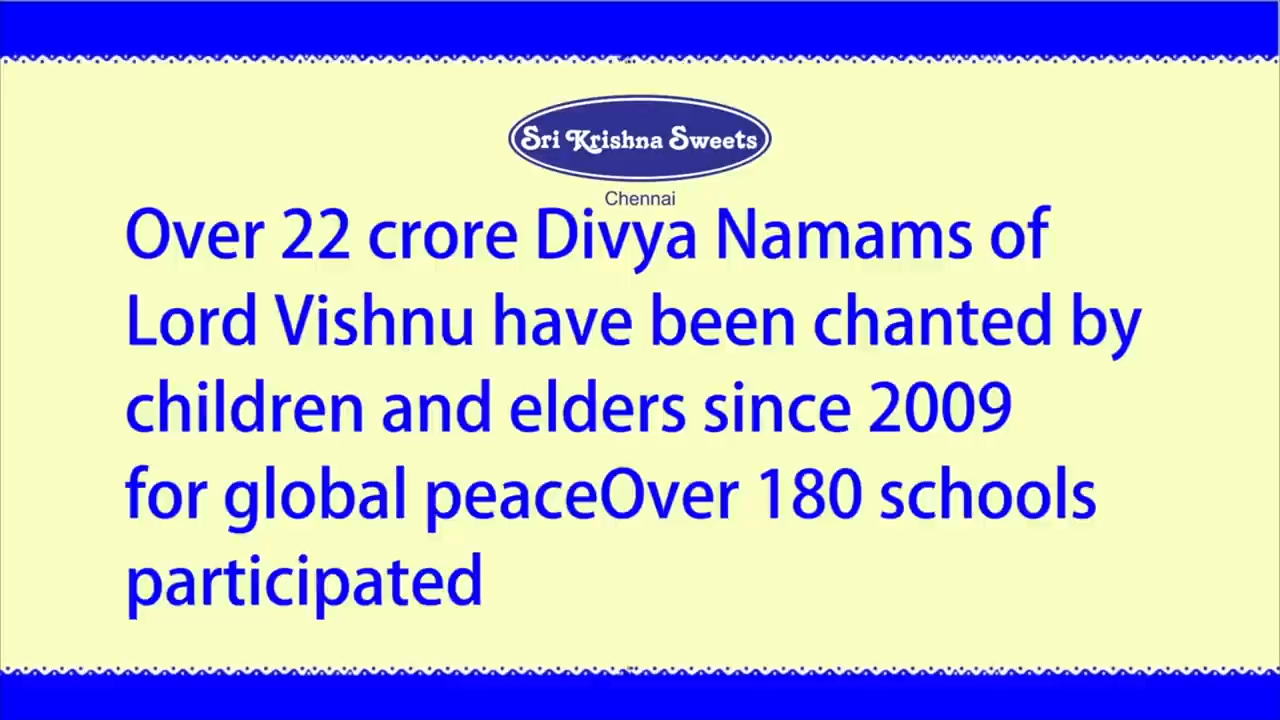 Sri Krishna Sweets
Chennai
Over 22 crore Divya Namams of
Lord Vishnu have been chanted by
children and elders since 2009
for global peaceOver 180 schools
participated